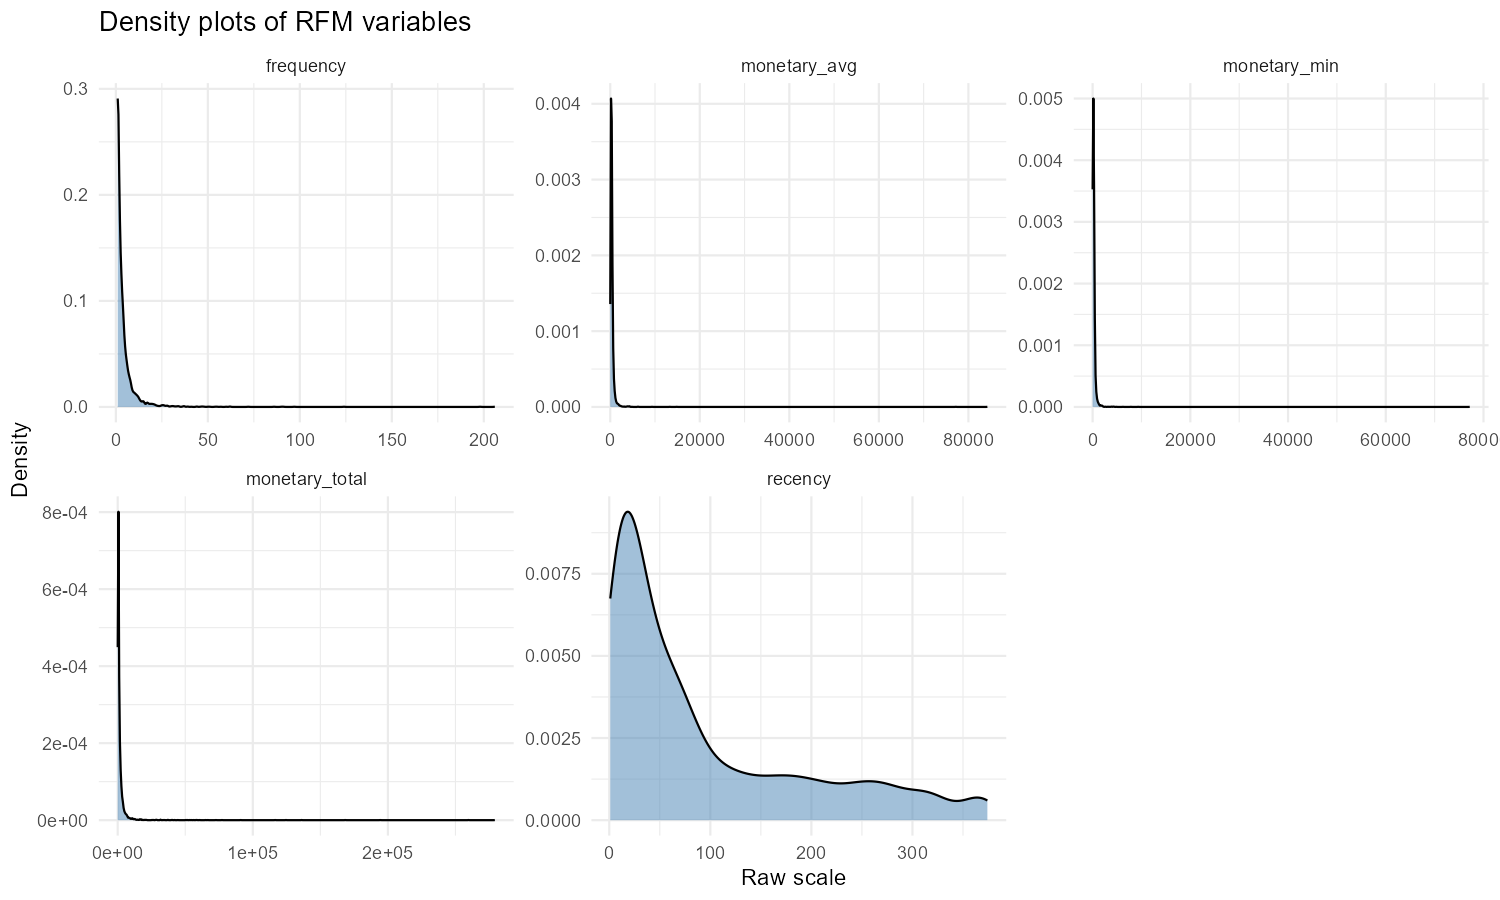 Density plots of RFM variables
frequency
monetary_avg
monetary_min
0.3
0.2
0.1
0.0
0 50 100 150 200
0.004
0.003
0.002
0.001
0.000
0 20000 40000 60000 80000
0.005
0.004
0.003
0.002
0.001
0.000
0 20000 40000 60000 8000
Density
monetary_total
recency
8e-04
6e-04
4e-04
2e-04
0e+00
0e+00 1e+05 2e+05
0.0075
0.0050
0.0025
0.0000
0 100 200 300
Raw scale